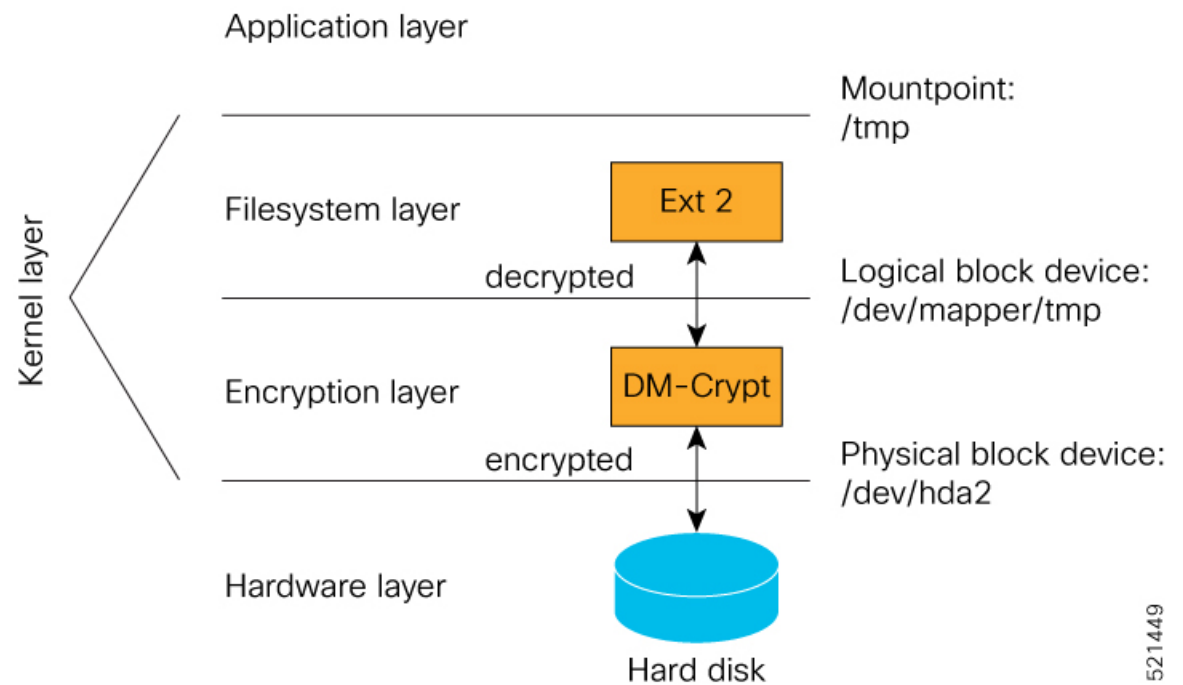 Application layer
Mountpoint:
/tmp
Kernel layer
Filesystem layer
Ext 2
decrypted
Logical block device:
/dev/mapper/tmp
Encryption layer
DM-Crypt
encrypted
Physical block device:
/dev/hda2
Hardware layer
Hard disk
521449